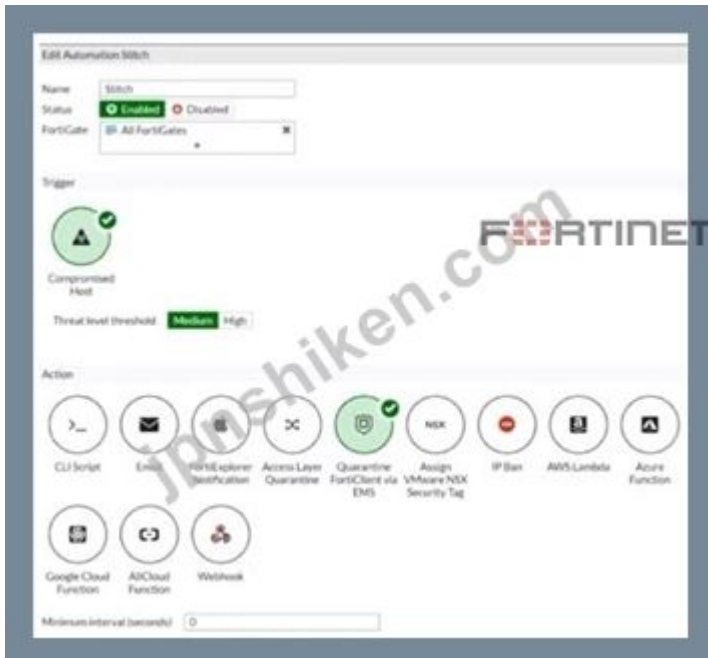 Edit Automation Stitch
Name Stitch
Status Enabled Disabled
FortiGate All FortiGates
Trigger
FORTINET
Compromised Host
Threat level threshold Medium High
Action
CLI Script Email FortiExplorer Notification Access Layer Quarantine Quarantine FortiClient via EMS Assign VMware NSX Security Tag IP Ban AWS Lambda Azure Function
NSX
Google Cloud Function AliCloud Function Webhook
Minimum interval (seconds) 0
jpnshiken.com